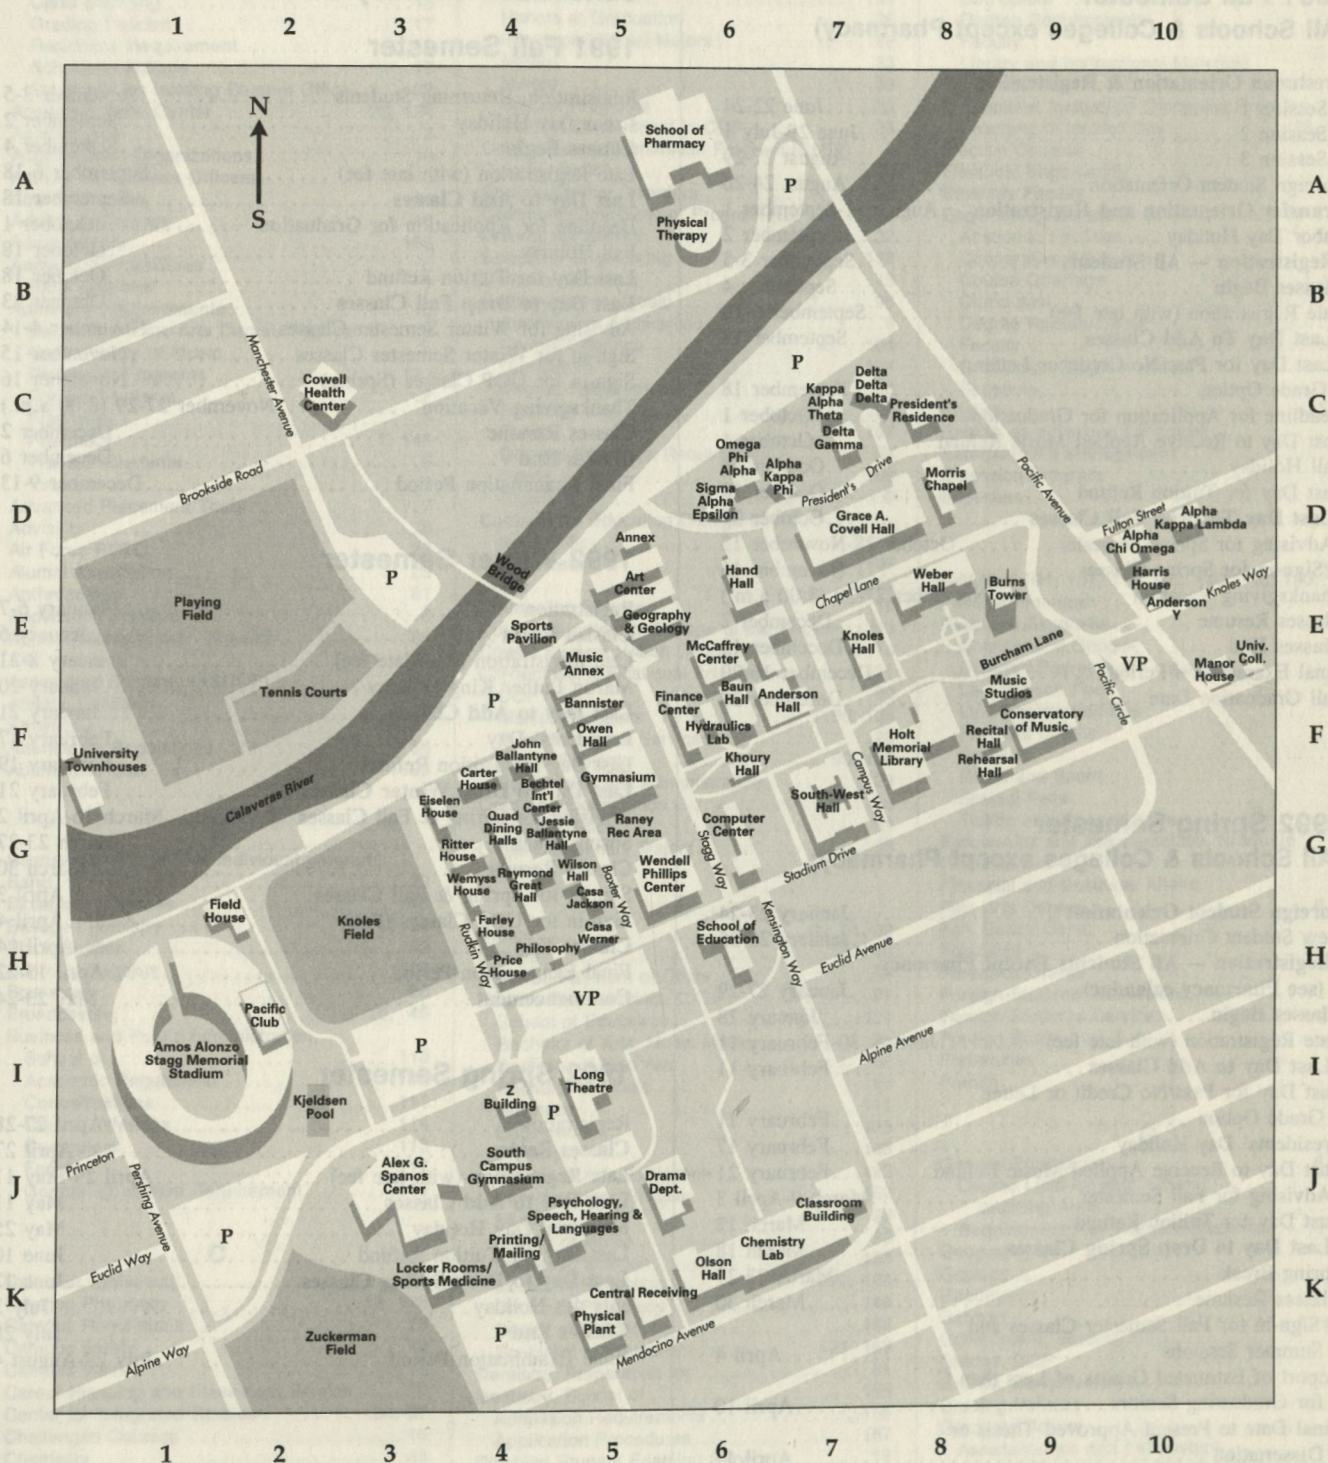 1 2 3 4 5 6 7 8 9 10
N
S
A
B
C
D
E
F
G
H
I
J
K
A
B
C
D
E
F
G
H
I
J
K
School of
Pharmacy
Physical
Therapy
P
P
Manchester Avenue
Cowell
Health
Center
Brookside Road
Kappa
Alpha
Theta
Delta
Delta
Delta
President's
Residence
Delta
Gamma
Omega
Phi
Alpha
Alpha
Kappa
Phi
Sigma
Alpha
Epsilon
President's Drive
Morris
Chapel
Pacific Avenue
Grace A.
Covell Hall
Fulton Street
Alpha
Kappa Lambda
Alpha
Chi Omega
Harris
House
Anderson
Y
Knoles Way
Annex
Wood
Bridge
P
Art
Center
Hand
Hall
Chapel Lane
Weber
Hall
Burns
Tower
Playing
Field
Sports
Pavilion
Geography
& Geology
McCaffrey
Center
Knoles
Hall
Burcham Lane
VP
Univ.
Coll.
Manor
House
Pacific Circle
Music
Annex
Tennis Courts
P
Bannister
Finance
Center
Baun
Hall
Anderson
Hall
Music
Studios
Conservatory
of Music
Owen
Hall
Hydraulics
Lab
Holt
Memorial
Library
Recital
Hall
Rehearsal
Hall
University
Townhouses
John
Ballantyne
Hall
Khoury
Hall
Campus Way
Carter
House
Bechtel
Int'l
Center
Gymnasium
Calaveras River
Eiselen
House
South-West
Hall
Quad
Dining
Halls
Jessie
Ballantyne
Hall
Raney
Rec Area
Computer
Center
Stagg Way
Ritter
House
Stadium Drive
Wemyss
House
Raymond
Great
Hall
Wilson
Hall
Baxter Way
Wendell
Phillips
Center
Casa
Jackson
Field
House
Knoles
Field
Farley
House
Rudkin Way
Casa
Werner
Philosophy
Price
House
School of
Education
Kensington Way
Euclid Avenue
VP
Pacific
Club
Amos Alonzo
Stagg Memorial
Stadium
P
Alpine Avenue
Kjeldsen
Pool
Z
Building
P
Long
Theatre
Princeton
Pershing Avenue
Alex G.
Spanos
Center
South
Campus
Gymnasium
Drama
Dept.
Psychology,
Speech, Hearing &
Languages
Classroom
Building
P
Printing/
Mailing
Chemistry
Lab
Euclid Way
Locker Rooms/
Sports Medicine
Olson
Hall
Central Receiving
Zuckerman
Field
P
Physical
Plant
Mendocino Avenue
Alpine Way
1 2 3 4 5 6 7 8 9 10